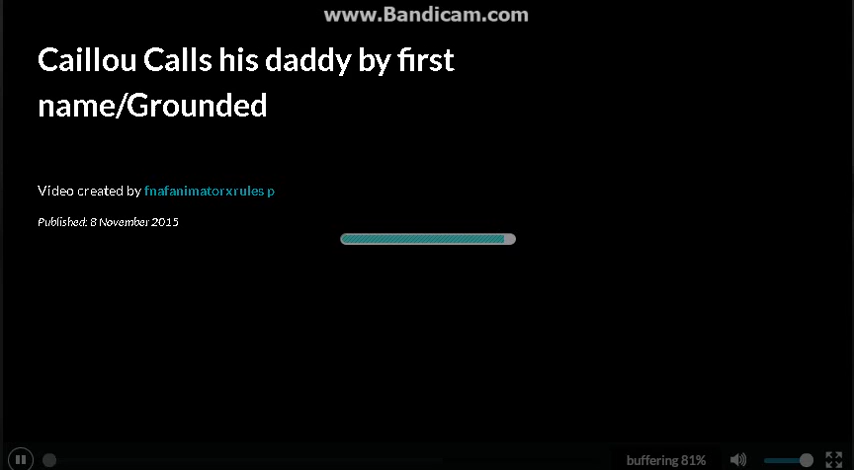 www.Bandicam.com
Caillou Calls his daddy by first
name/Grounded
Video created by fnafanimatorxrules p
Published: 8 November 2015
buffering 81%